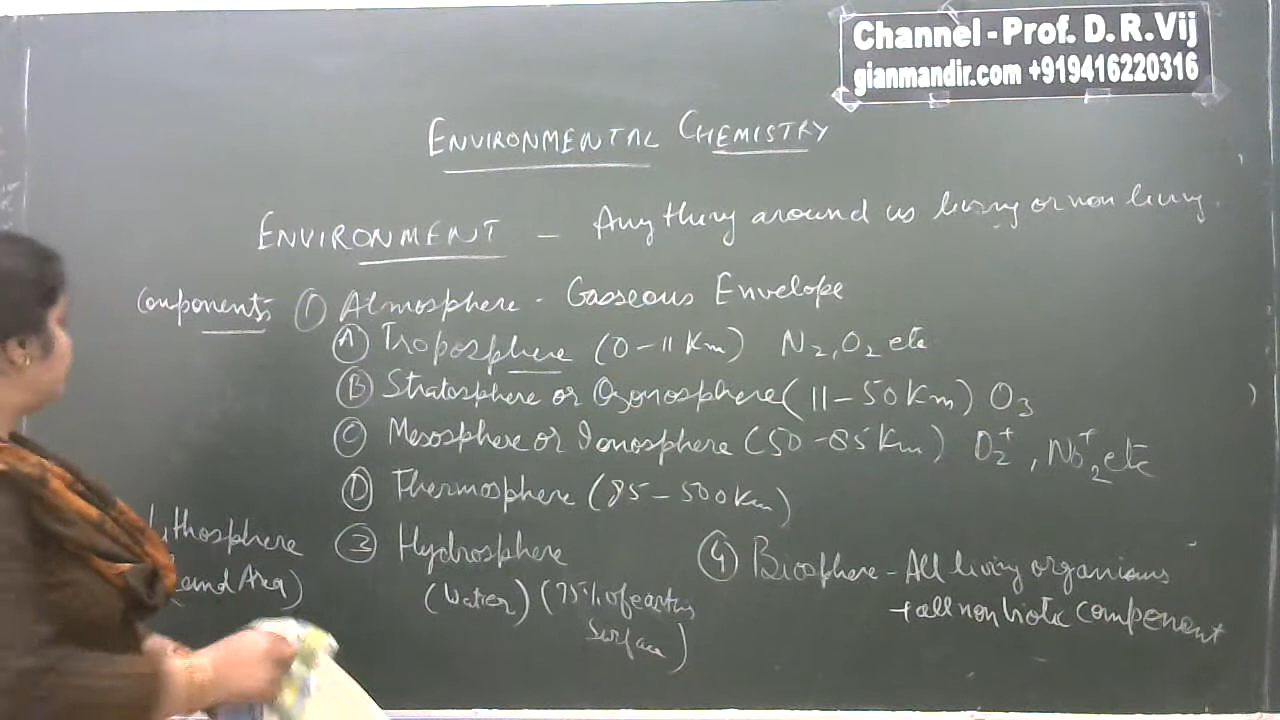 Channel - Prof. D.R.Vij
gianmandir.com +919416220316
ENVIRONMENTAL CHEMISTRY
ENVIRONMENT - Any thing around us living or non living.
Components ① Atmosphere - Gasseous Envelope
Ⓐ Troposphere (0-11 Km) N2, O2 etc
Ⓑ Stratosphere or Ozonosphere (11-50 Km) O3
Ⓒ Mesosphere or Ionosphere (50-85 Km) O2+, etc
Ⓓ Thermosphere (85-500 Km)
Lithosphere ③ Hydrosphere ④ Biosphere - All living organisms
(Land Area) (Water) (75% of earths + all non biotic component
surface)